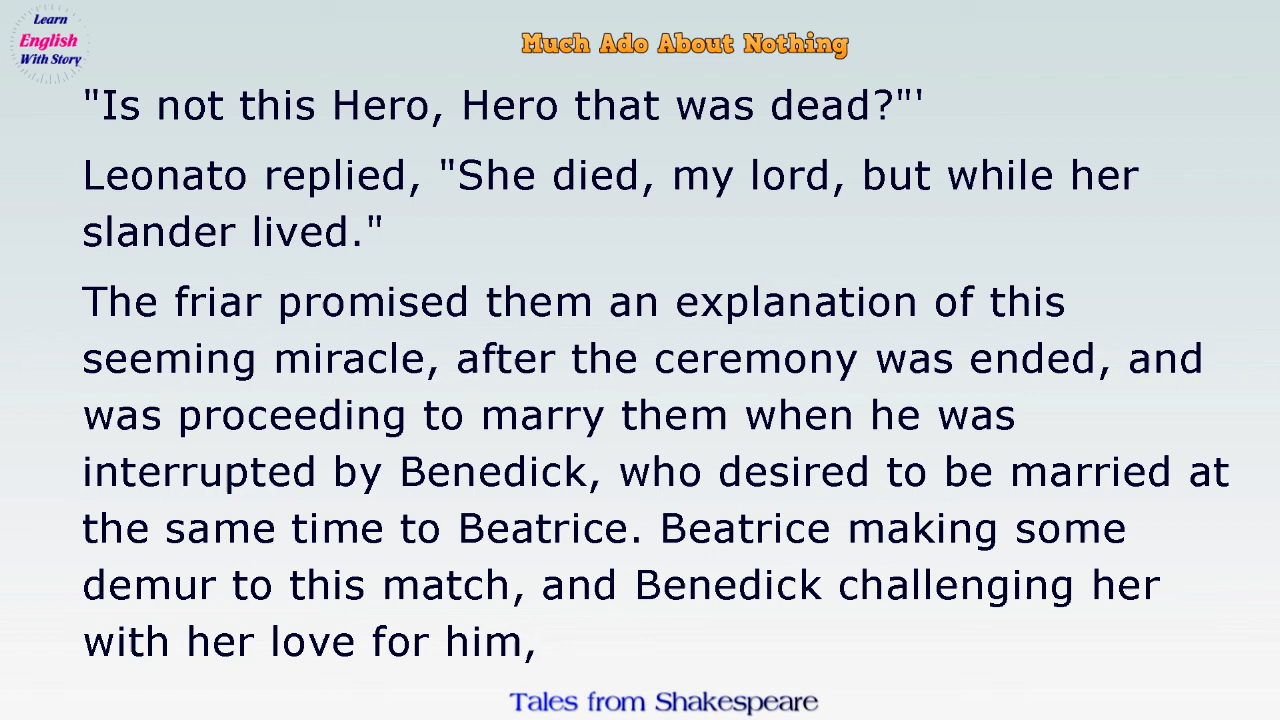 Learn
English
With Story
Much Ado About Nothing
"Is not this Hero, Hero that was dead?"'
Leonato replied, "She died, my lord, but while her
slander lived."
The friar promised them an explanation of this
seeming miracle, after the ceremony was ended, and
was proceeding to marry them when he was
interrupted by Benedick, who desired to be married at
the same time to Beatrice. Beatrice making some
demur to this match, and Benedick challenging her
with her love for him,
Tales from Shakespeare